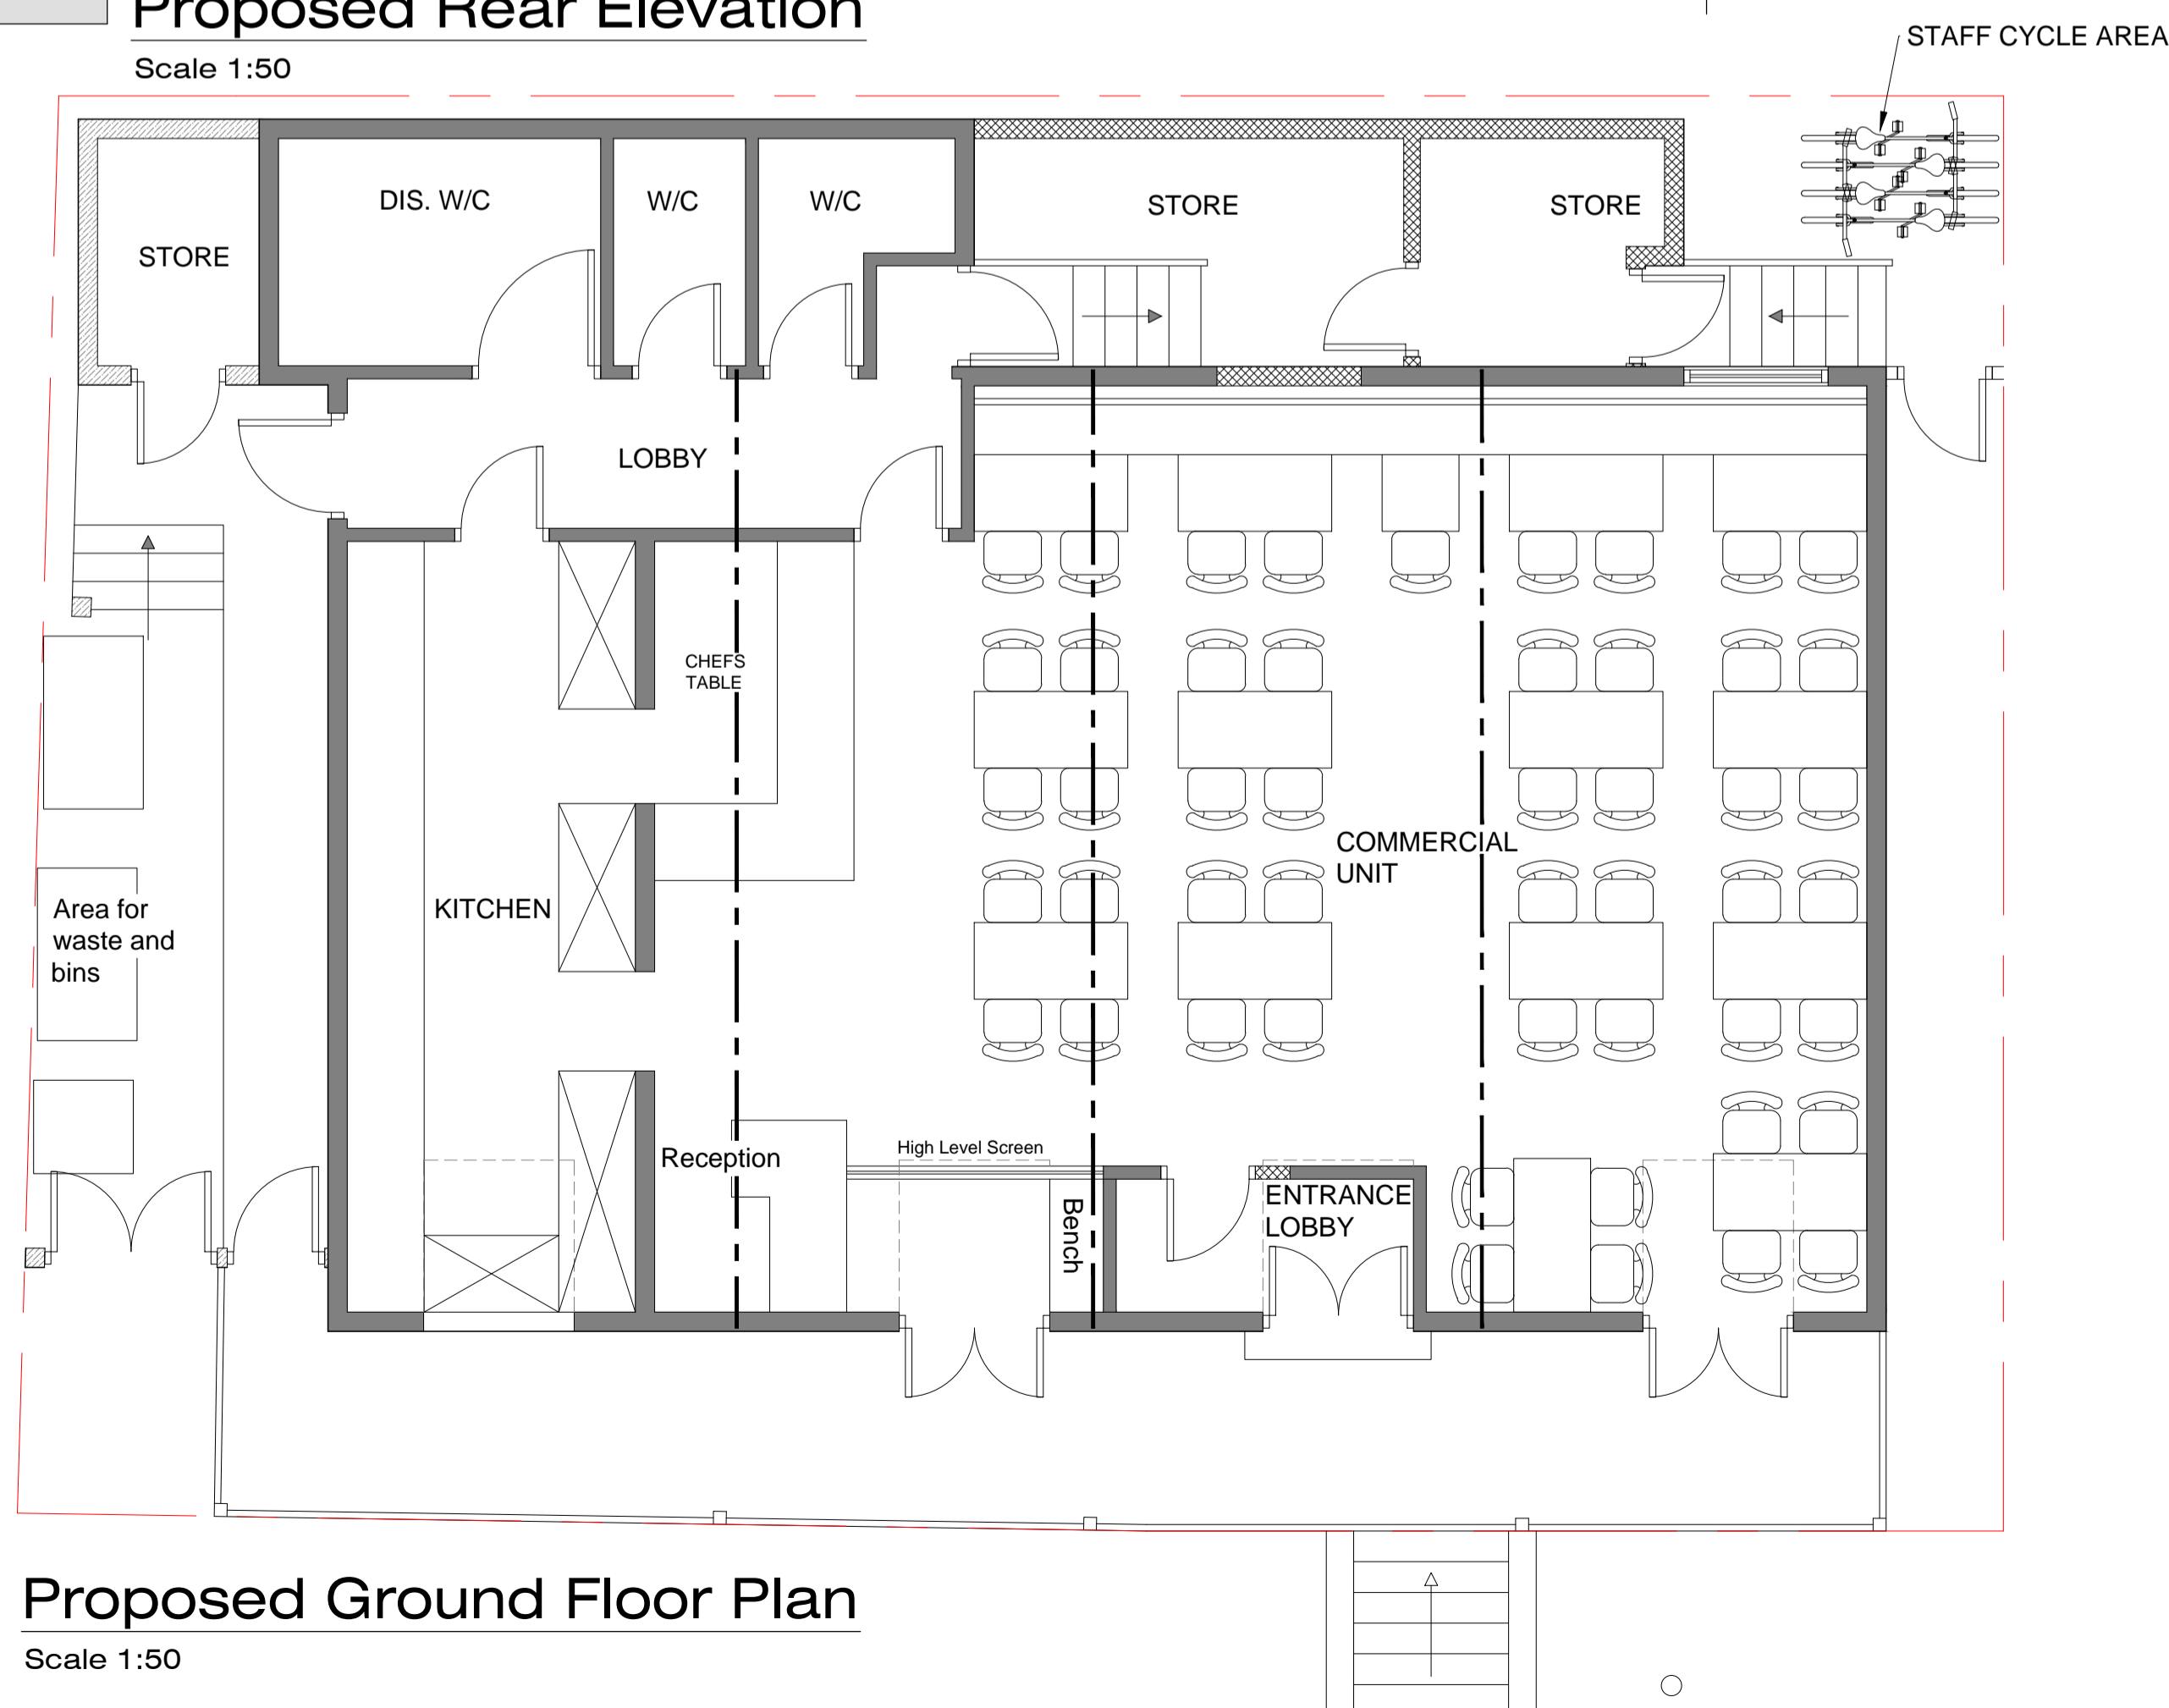 Proposed Rear Elevation
Scale 1:50
STAFF CYCLE AREA
DIS. W/C
W/C
W/C
STORE
STORE
STORE
LOBBY
CHEFS
TABLE
COMMERCIAL
UNIT
KITCHEN
Area for
waste and
bins
High Level Screen
Reception
Bench
ENTRANCE
LOBBY
Proposed Ground Floor Plan
Scale 1:50